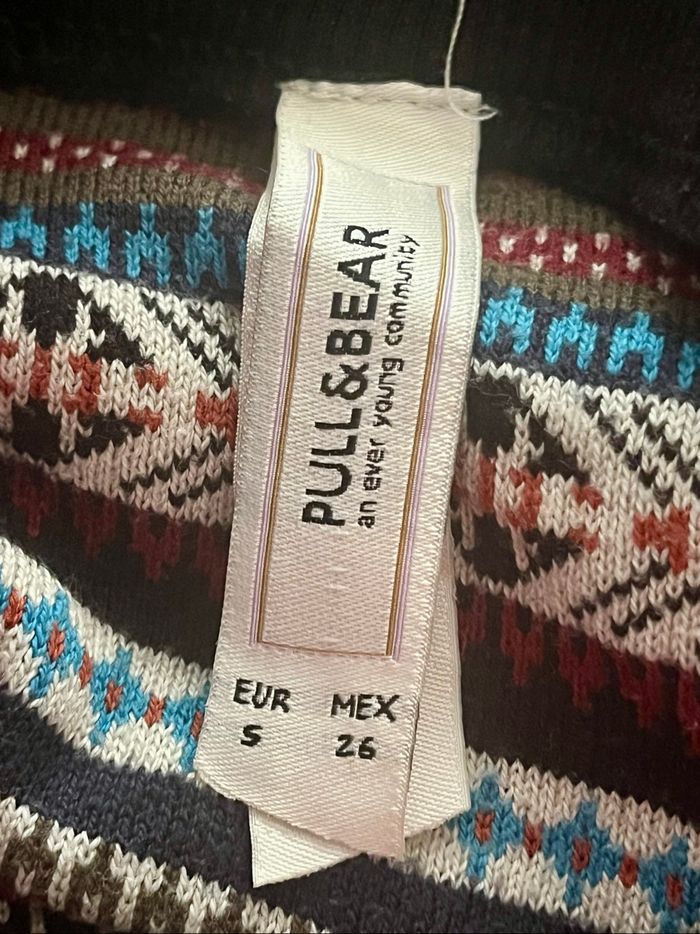 PULL&BEAR
an ever young community
EUR MEX
S 26